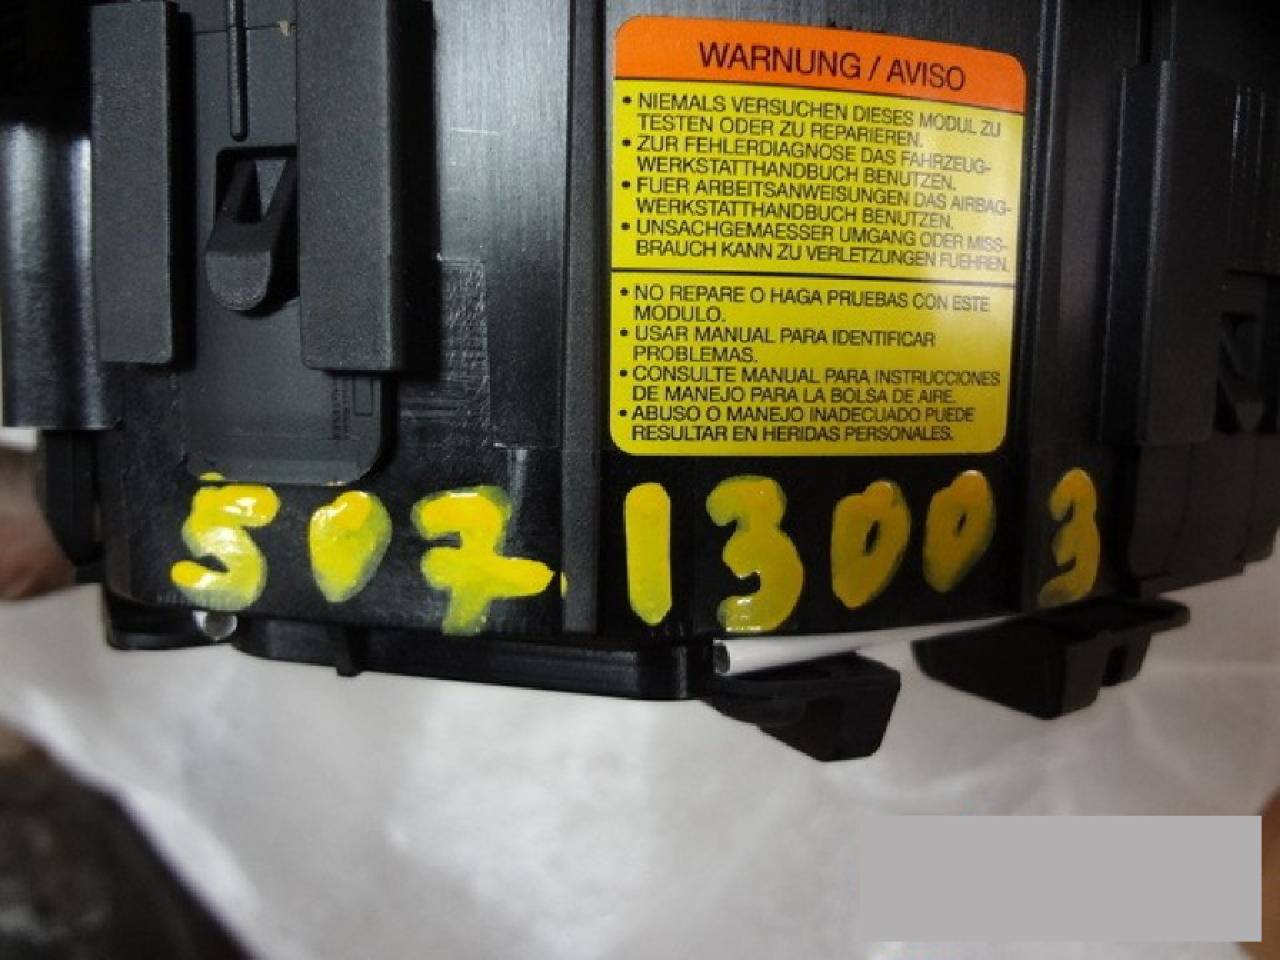 WARNUNG / AVISO
• NIEMALS VERSUCHEN DIESES MODUL ZU
TESTEN ODER ZU REPARIEREN.
• ZUR FEHLERDIAGNOSE DAS FAHRZEUG-
WERKSTATTHANDBUCH BENUTZEN.
• FUER ARBEITSANWEISUNGEN DAS AIRBAG-
WERKSTATTHANDBUCH BENUTZEN.
• UNSACHGEMAESSER UMGANG ODER MISS-
BRAUCH KANN ZU VERLETZUNGEN FUEHREN.
• NO REPARE O HAGA PRUEBAS CON ESTE
MODULO.
• USAR MANUAL PARA IDENTIFICAR
PROBLEMAS.
• CONSULTE MANUAL PARA INSTRUCCIONES
DE MANEJO PARA LA BOLSA DE AIRE.
• ABUSO O MANEJO INADECUADO PUEDE
RESULTAR EN HERIDAS PERSONALES.
507.13003